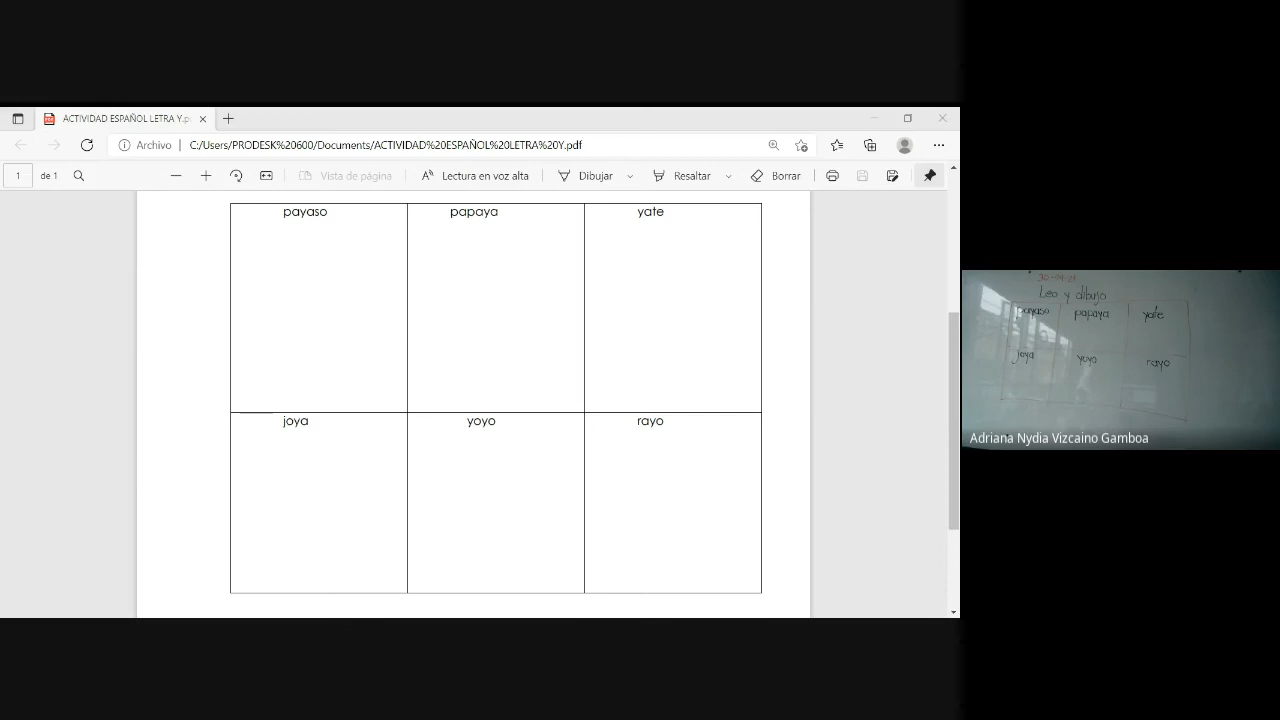 ACTIVIDAD ESPAÑOL LETRA Y.p
Archivo C:/Users/PRODESK%20600/Documents/ACTIVIDAD%20ESPAÑOL%20LETRA%20Y.pdf
1 de 1 Vista de página Lectura en voz alta Dibujar Resaltar Borrar
payaso papaya yate
joya yoyo rayo
Leo y dibujo
payaso papaya yate
joya yoyo rayo
Adriana Nydia Vizcaino Gamboa